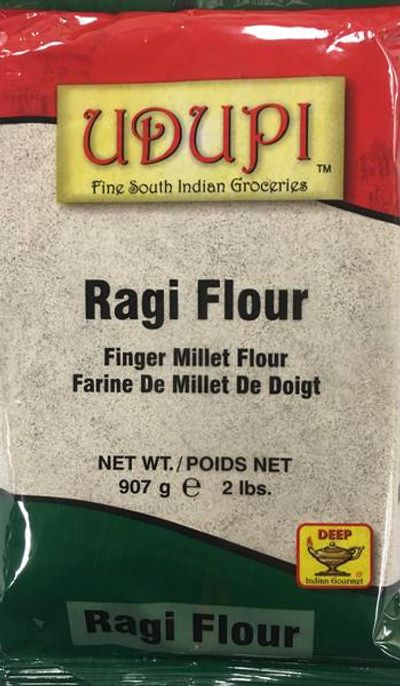 UDUPI
TM
Fine South Indian Groceries
Ragi Flour
Finger Millet Flour
Farine De Millet De Doigt
NET WT./POIDS NET
907 g ℮ 2 lbs.
DEEP
®
Indian Gourmet
Ragi Flour